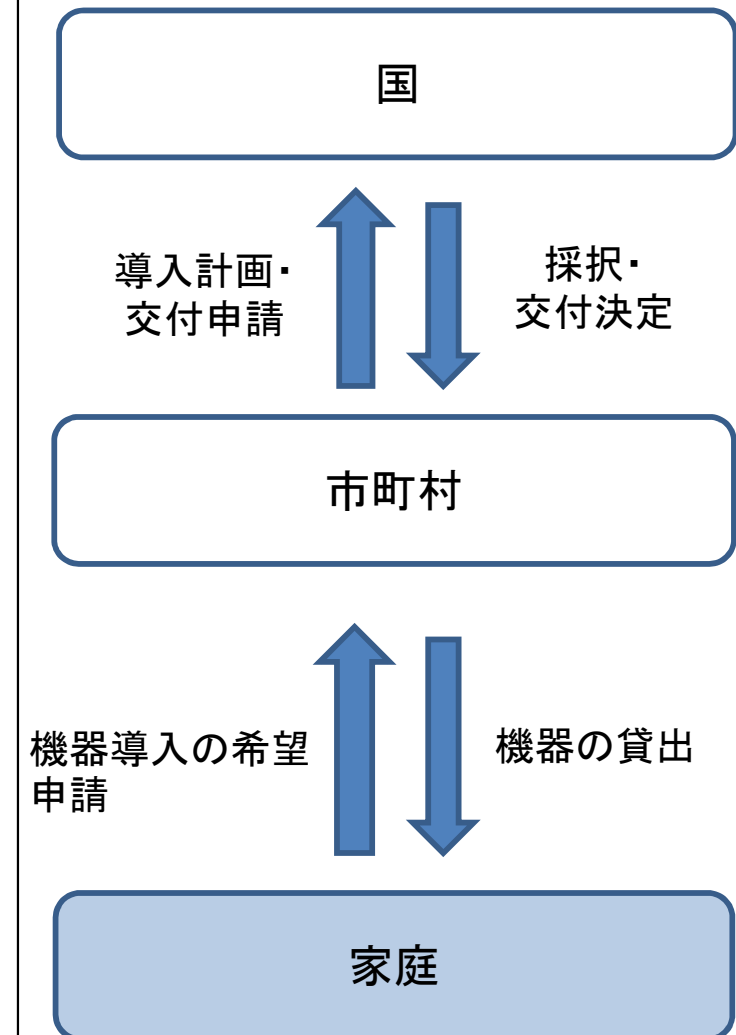 国
導入計画・
交付申請
採択・
交付決定
市町村
機器導入の希望
申請
機器の貸出
家庭